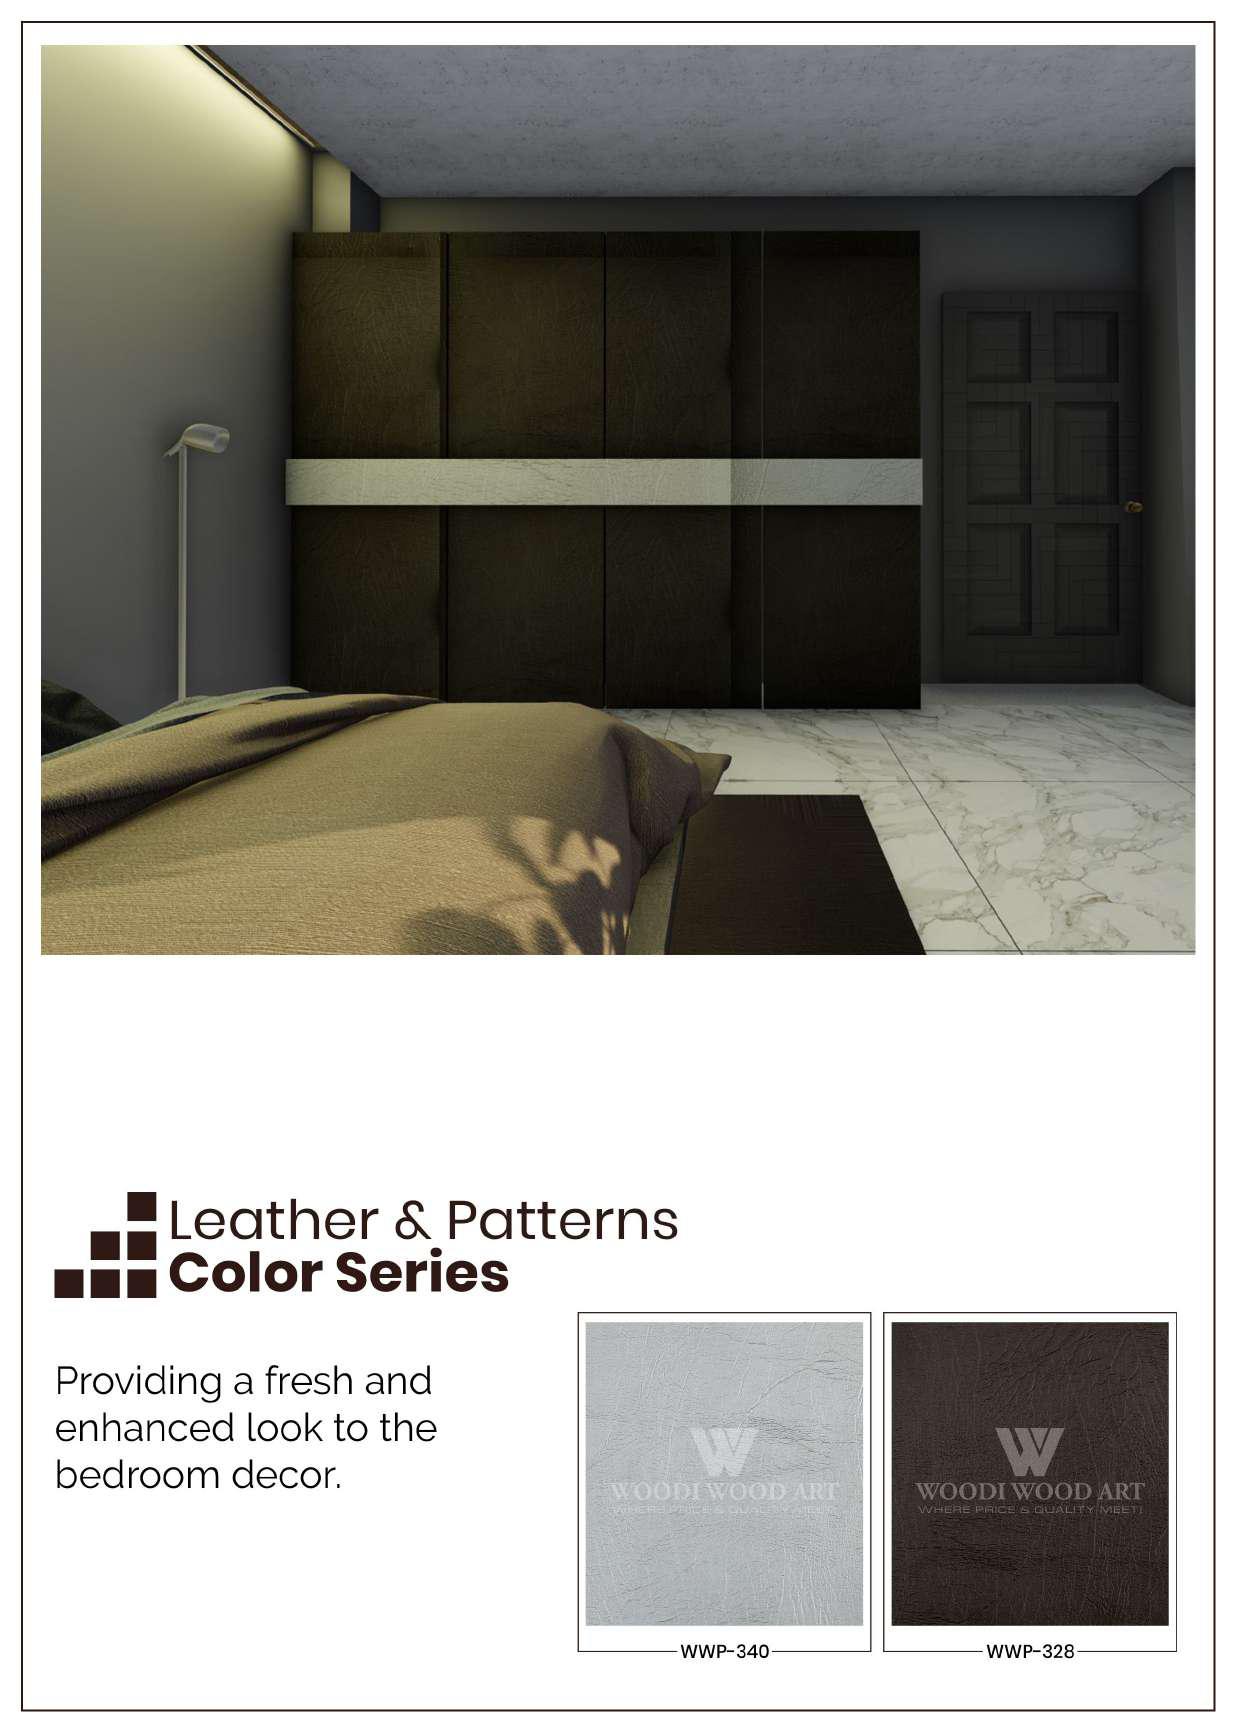 Leather & Patterns
Color Series
Providing a fresh and
enhanced look to the
bedroom decor.
WOODI WOOD ART
WHERE PRICE & QUALITY MEET!
WWP-340
WOODI WOOD ART
WHERE PRICE & QUALITY MEET!
WWP-328